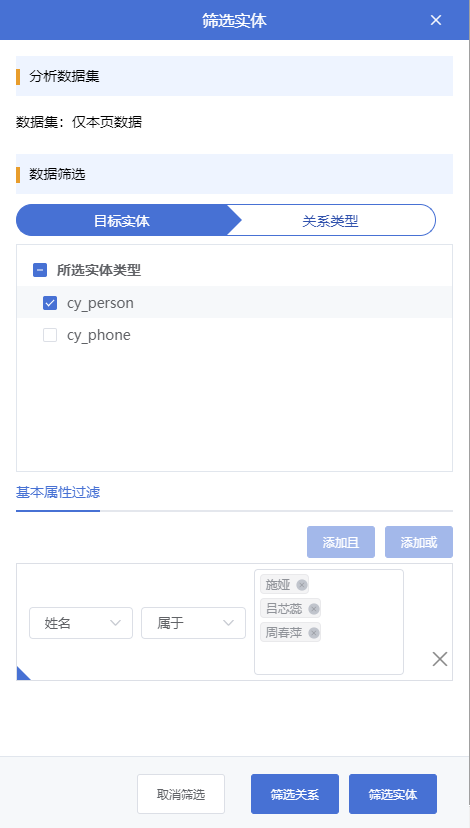 筛选实体
分析数据集
数据集：仅本页数据
数据筛选
目标实体 关系类型
所选实体类型
cy_person
cy_phone
基本属性过滤
添加且 添加或
施娅
吕芯蕊
姓名 属于
周春萍
取消筛选 筛选关系 筛选实体